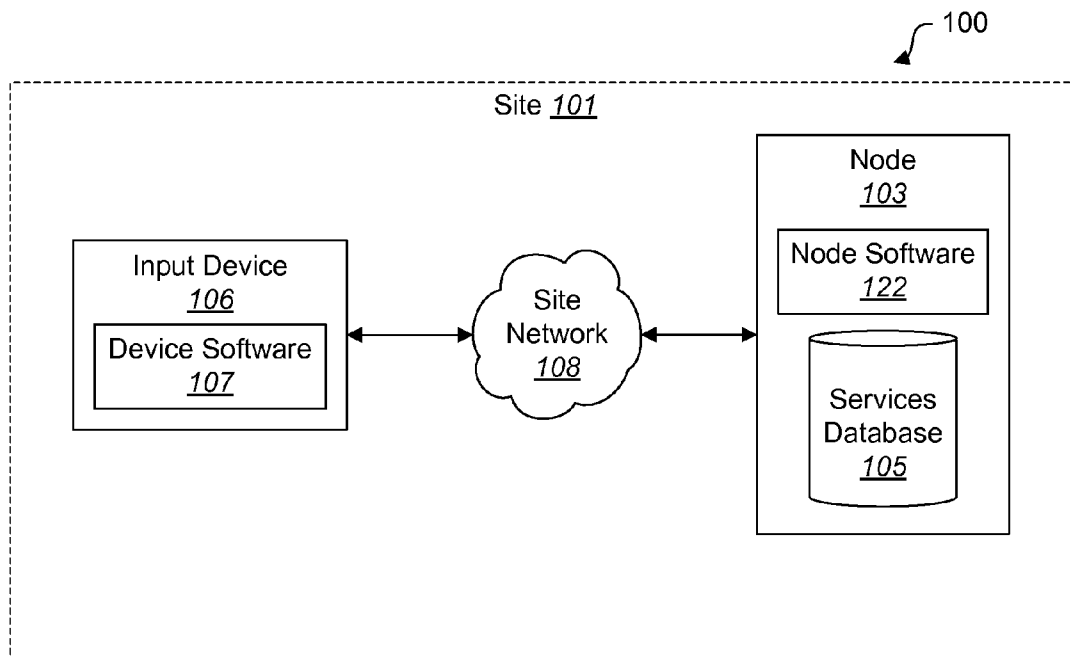 100
Site 101
Input Device
106
Device Software
107
Site
Network
108
Node
103
Node Software
122
Services
Database
105